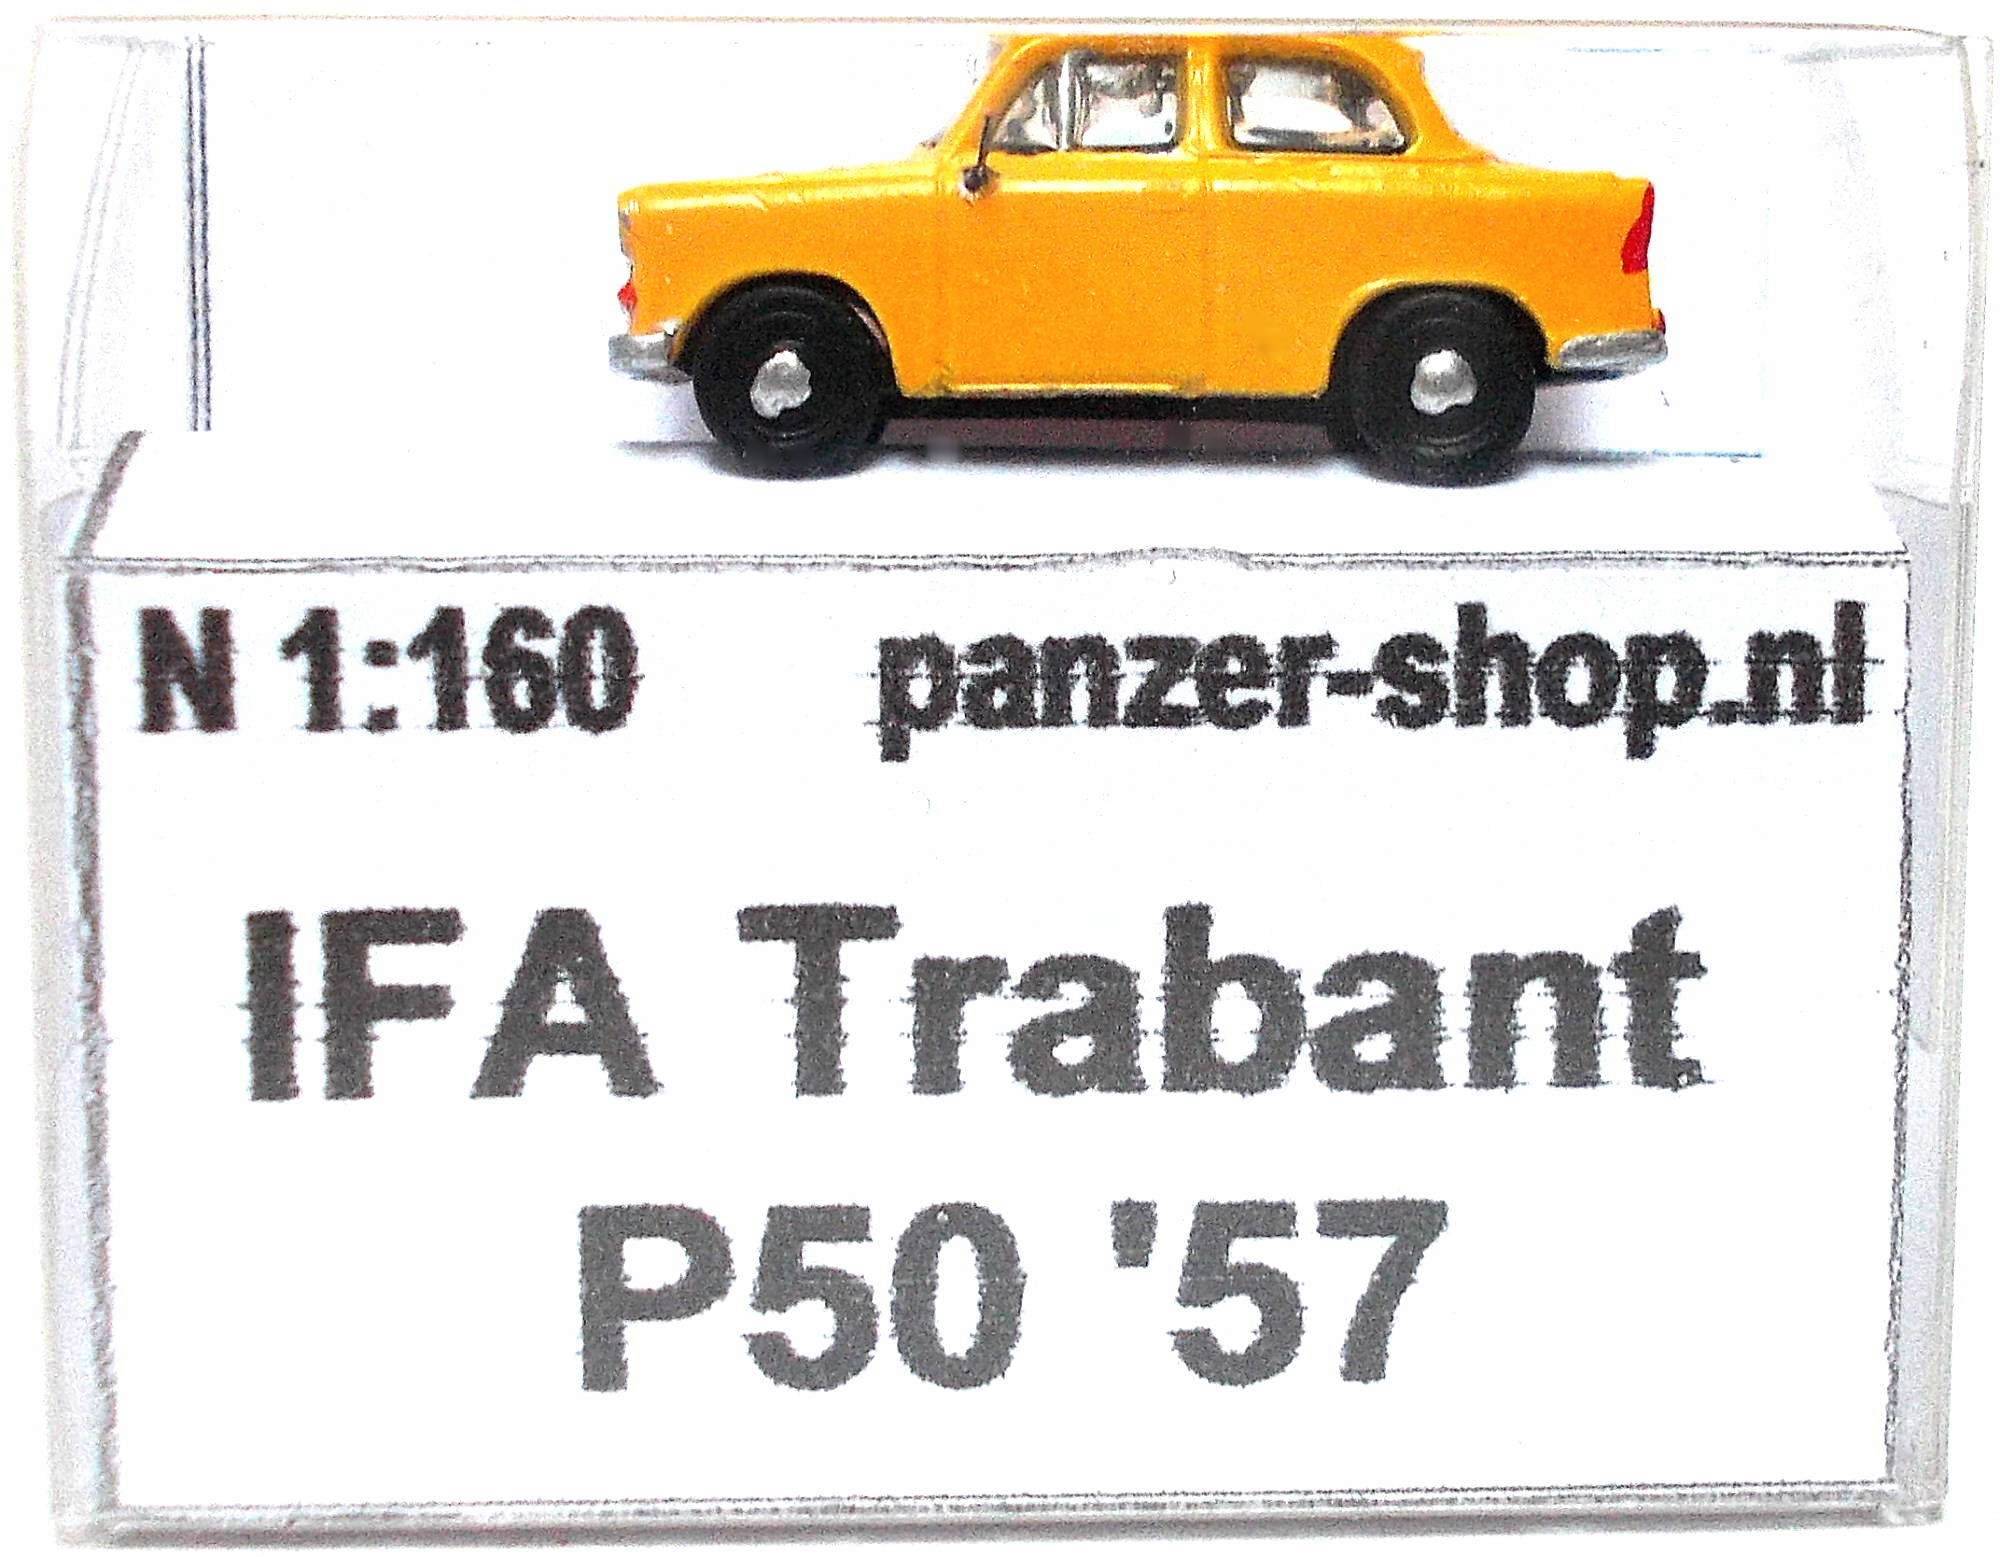 N 1:160 panzer-shop.nl
IFA Trabant
P50 '57